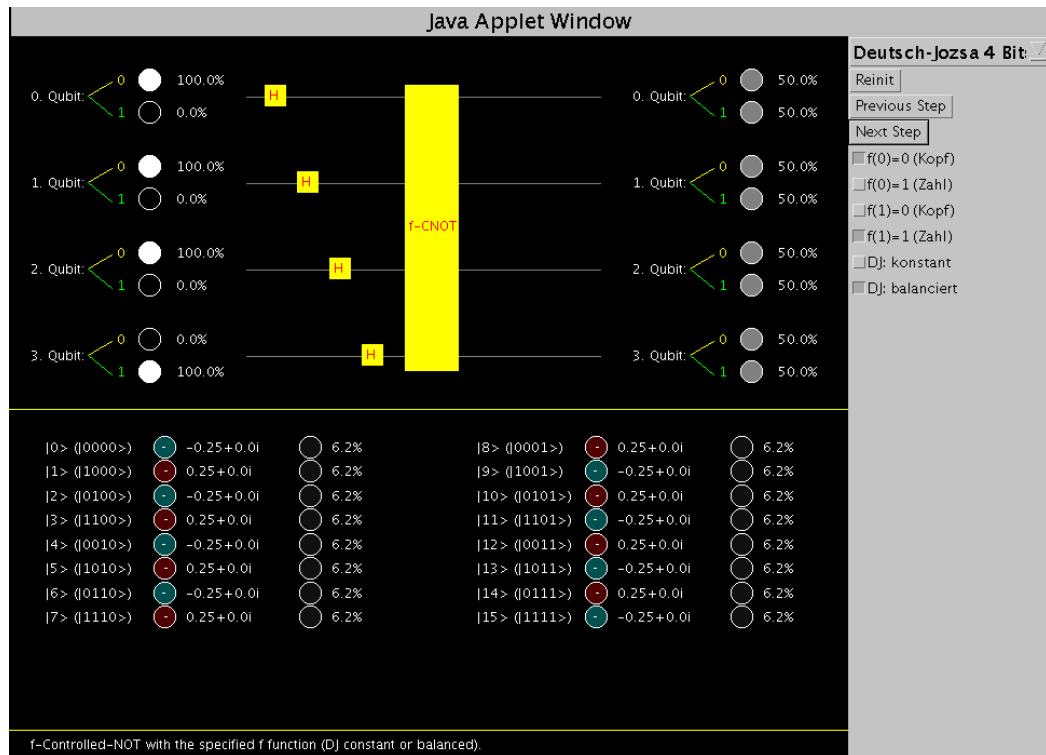 Java Applet Window
Deutsch-Jozsa 4 Bit:
Reinit
Previous Step
Next Step
f(0)=0 (Kopf)
f(0)=1 (Zahl)
f(1)=0 (Kopf)
f(1)=1 (Zahl)
DJ: konstant
DJ: balanciert
0. Qubit: 0 100.0% H 0. Qubit: 0 50.0%
1 0.0% 1 50.0%
1. Qubit: 0 100.0% H 1. Qubit: 0 50.0%
1 0.0% 1 50.0%
f-CNOT
2. Qubit: 0 100.0% H 2. Qubit: 0 50.0%
1 0.0% 1 50.0%
3. Qubit: 0 0.0% H 3. Qubit: 0 50.0%
1 100.0% 1 50.0%
|0> (|0000>) - -0.25+0.0i 6.2% |8> (|0001>) - 0.25+0.0i 6.2%
|1> (|1000>) - 0.25+0.0i 6.2% |9> (|1001>) - -0.25+0.0i 6.2%
|2> (|0100>) - -0.25+0.0i 6.2% |10> (|0101>) - 0.25+0.0i 6.2%
|3> (|1100>) - 0.25+0.0i 6.2% |11> (|1101>) - -0.25+0.0i 6.2%
|4> (|0010>) - -0.25+0.0i 6.2% |12> (|0011>) - 0.25+0.0i 6.2%
|5> (|1010>) - 0.25+0.0i 6.2% |13> (|1011>) - -0.25+0.0i 6.2%
|6> (|0110>) - -0.25+0.0i 6.2% |14> (|0111>) - 0.25+0.0i 6.2%
|7> (|1110>) - 0.25+0.0i 6.2% |15> (|1111>) - -0.25+0.0i 6.2%
f-Controlled-NOT with the specified f function (DJ constant or balanced).